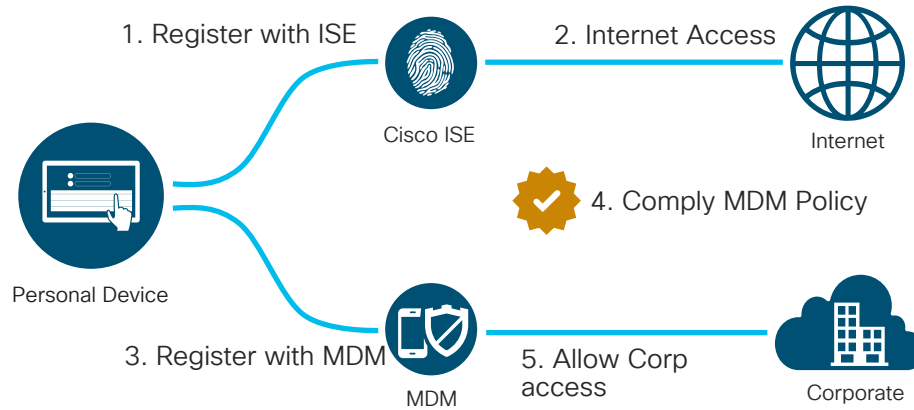 1. Register with ISE
2. Internet Access
Cisco ISE
Internet
4. Comply MDM Policy
Personal Device
3. Register with MDM
5. Allow Corp
access
MDM
Corporate